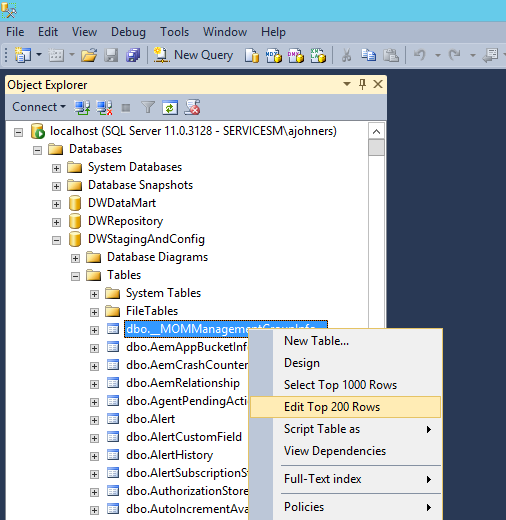 File Edit View Debug Tools Window Help
New Query
Object Explorer
Connect
localhost (SQL Server 11.0.3128 - SERVICESM\ajohners)
Databases
System Databases
Database Snapshots
DWDataMart
DWRepository
DWStagingAndConfig
Database Diagrams
Tables
System Tables
FileTables
dbo.__MOMManagementGroupInfo
dbo.AemAppBucketInf
dbo.AemCrashCounter
dbo.AemRelationship
dbo.AgentPendingActi
dbo.Alert
dbo.AlertCustomField
dbo.AlertHistory
dbo.AlertSubscriptionS
dbo.AuthorizationStore
dbo.AutoIncrementAva
New Table...
Design
Select Top 1000 Rows
Edit Top 200 Rows
Script Table as
View Dependencies
Full-Text index
Policies